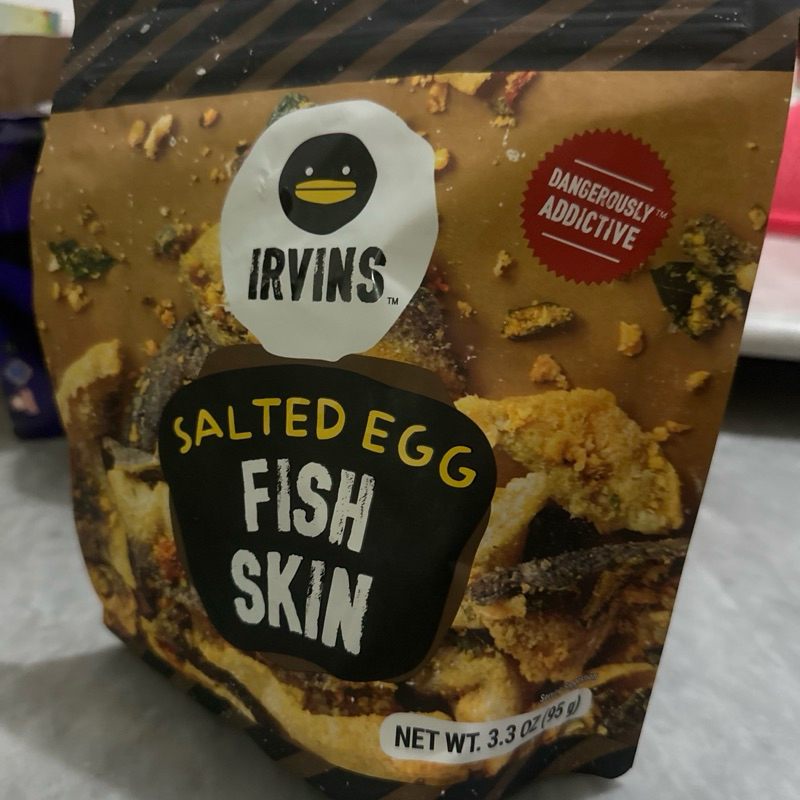 IRVINS™
DANGEROUSLY™
ADDICTIVE
SALTED EGG
FISH
SKIN
NET WT. 3.3 OZ (95 g)